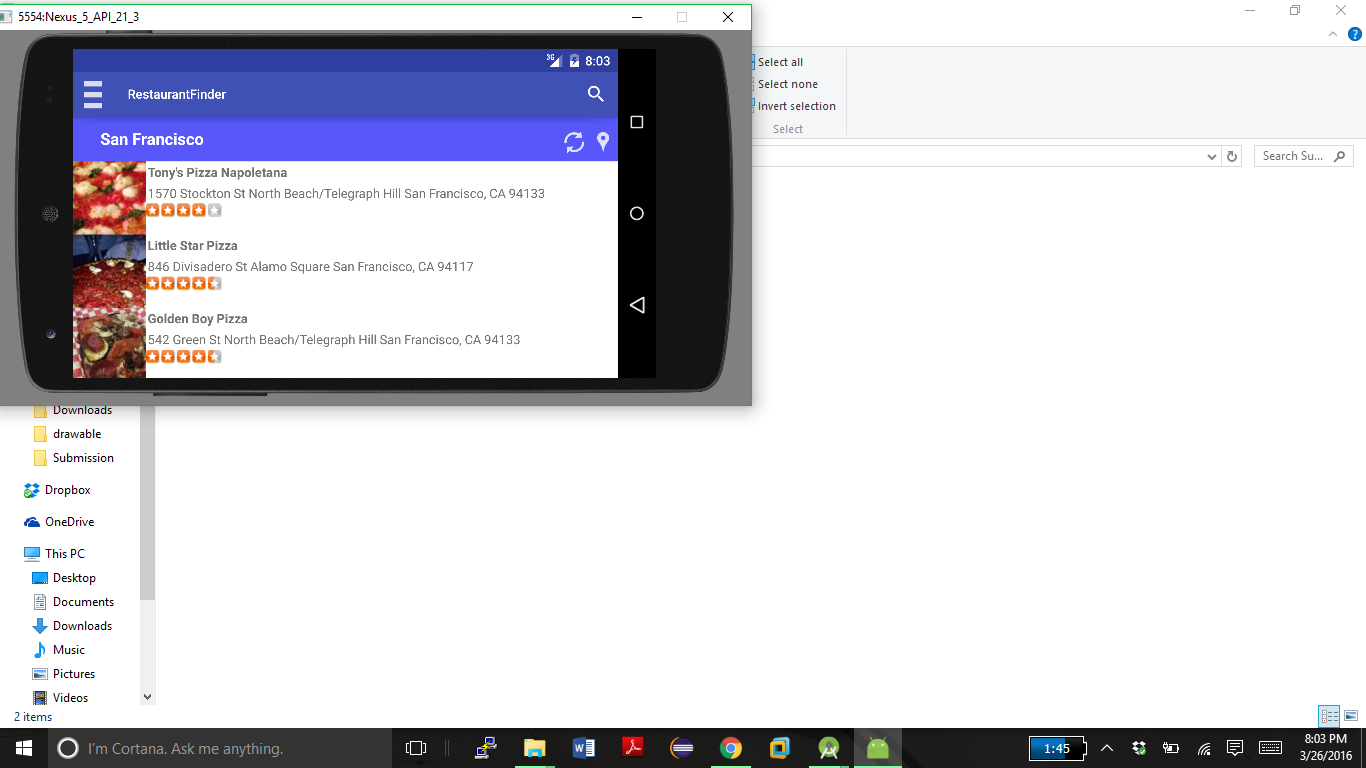 5554:Nexus_5_API_21_3
3G 8:03
RestaurantFinder
San Francisco
Tony's Pizza Napoletana
1570 Stockton St North Beach/Telegraph Hill San Francisco, CA 94133
Little Star Pizza
846 Divisadero St Alamo Square San Francisco, CA 94117
Golden Boy Pizza
542 Green St North Beach/Telegraph Hill San Francisco, CA 94133
Select all
Select none
Invert selection
Select
Search Su...
Downloads
drawable
Submission
Dropbox
OneDrive
This PC
Desktop
Documents
Downloads
Music
Pictures
Videos
2 items
I'm Cortana. Ask me anything.
1:45
8:03 PM
3/26/2016